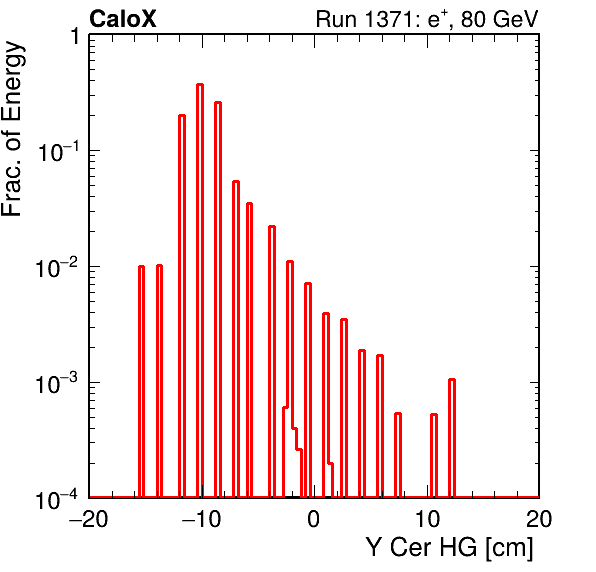 CaloX Run 1371: e⁺, 80 GeV
Frac. of Energy
1
10⁻¹
10⁻²
10⁻³
10⁻⁴
−20 −10 0 10 20
Y Cer HG [cm]